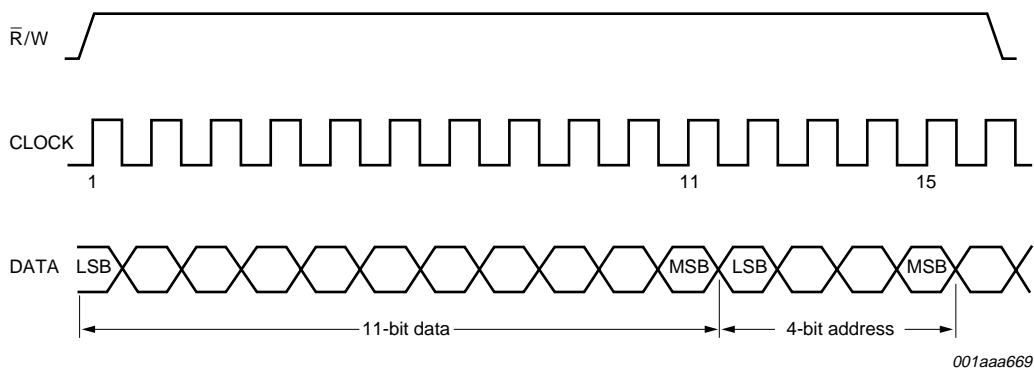 R̅/W
CLOCK
1 11 15
DATA LSB MSB LSB MSB
11-bit data 4-bit address
001aaa669